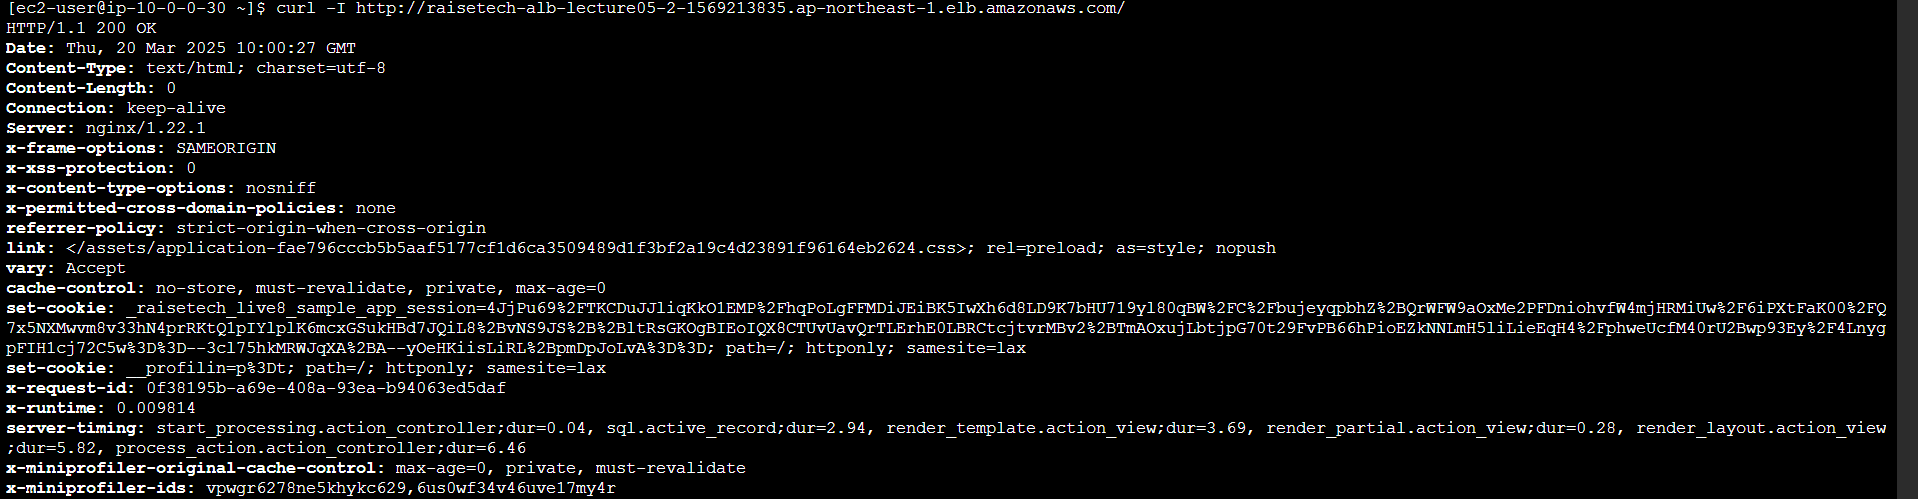 [ec2-user@ip-10-0-0-30 ~]$ curl -I http://raisetech-alb-lecture05-2-1569213835.ap-northeast-1.elb.amazonaws.com/
HTTP/1.1 200 OK
Date: Thu, 20 Mar 2025 10:00:27 GMT
Content-Type: text/html; charset=utf-8
Content-Length: 0
Connection: keep-alive
Server: nginx/1.22.1
x-frame-options: SAMEORIGIN
x-xss-protection: 0
x-content-type-options: nosniff
x-permitted-cross-domain-policies: none
referrer-policy: strict-origin-when-cross-origin
link: </assets/application-fae796cccb5b5aaf5177cf1d6ca3509489d1f3bf2a19c4d23891f96164eb2624.css>; rel=preload; as=style; nopush
vary: Accept
cache-control: no-store, must-revalidate, private, max-age=0
set-cookie: _raisetech_live8_sample_app_session=4JjPu69%2FTKCDuJJliqKkO1EMP%2FhqPoLgFFMDiJEiBK5IwXh6d8LD9K7bHU719yl80qBW%2FC%2FbujeyqpbhZ%2BQrWFW9aOxMe2PFDniohvfW4mjHRMiUw%2F6iPXtFaK00%2FQ
7x5NXMwvm8v33hN4prRKtQ1pIYlplK6mcxGSukHBd7JQiL8%2BvNS9JS%2B%2BltRsGKOgBIEoIQX8CTUvUavQrTLErhE0LBRCtcjtvrMBv2%2BTmAOxujLbtjpG70t29FvPB66hPioEZkNNLmH5liLieEqH4%2FphweUcfM40rU2Bwp93Ey%2F4Lnyg
pFIH1cj72C5w%3D%3D--3cl75hkMRWJqXA%2BA--yOeHKiisLiRL%2BpmDpJoLvA%3D%3D; path=/; httponly; samesite=lax
set-cookie: __profilin=p%3Dt; path=/; httponly; samesite=lax
x-request-id: 0f38195b-a69e-408a-93ea-b94063ed5daf
x-runtime: 0.009814
server-timing: start_processing.action_controller;dur=0.04, sql.active_record;dur=2.94, render_template.action_view;dur=3.69, render_partial.action_view;dur=0.28, render_layout.action_view
;dur=5.82, process_action.action_controller;dur=6.46
x-miniprofiler-original-cache-control: max-age=0, private, must-revalidate
x-miniprofiler-ids: vpwgr6278ne5khykc629,6us0wf34v46uve17my4r